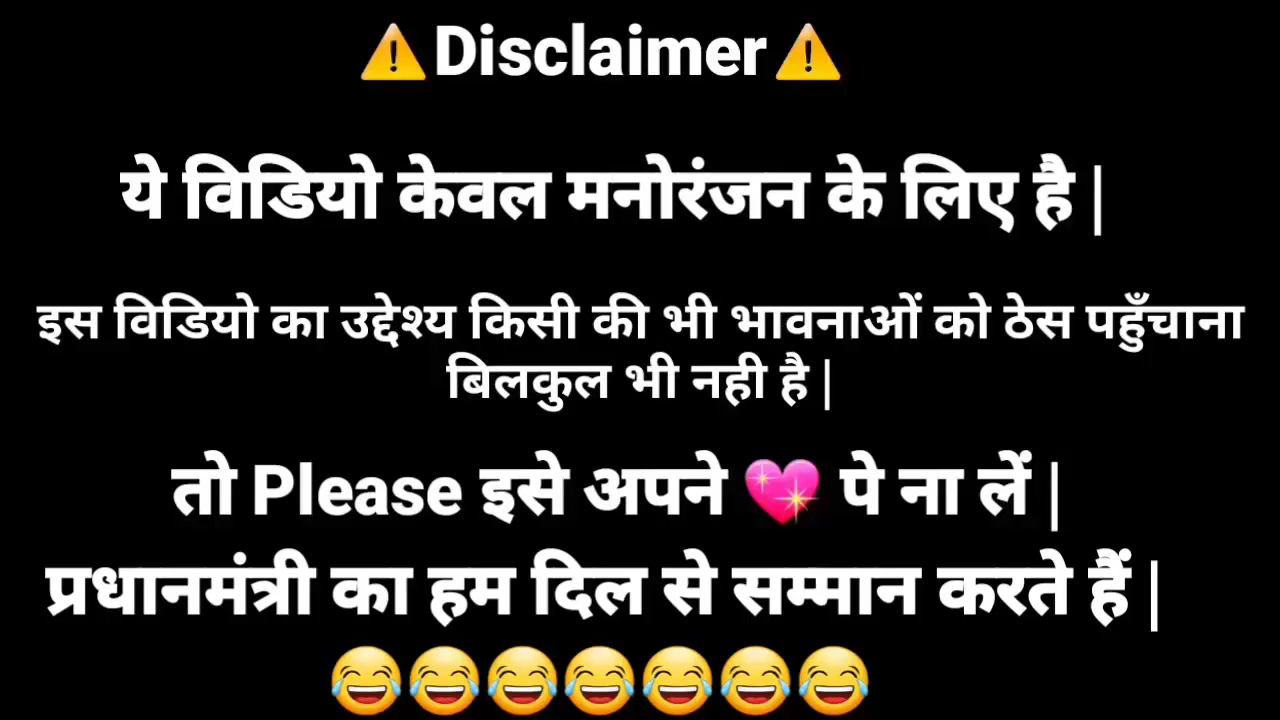 ⚠️Disclaimer⚠️
ये विडियो केवल मनोरंजन के लिए है |
इस विडियो का उद्देश्य किसी की भी भावनाओं को ठेस पहुँचाना
बिलकुल भी नही है |
तो Please इसे अपने 💖 पे ना लें |
प्रधानमंत्री का हम दिल से सम्मान करते हैं |
😂😂😂😂😂😂😂